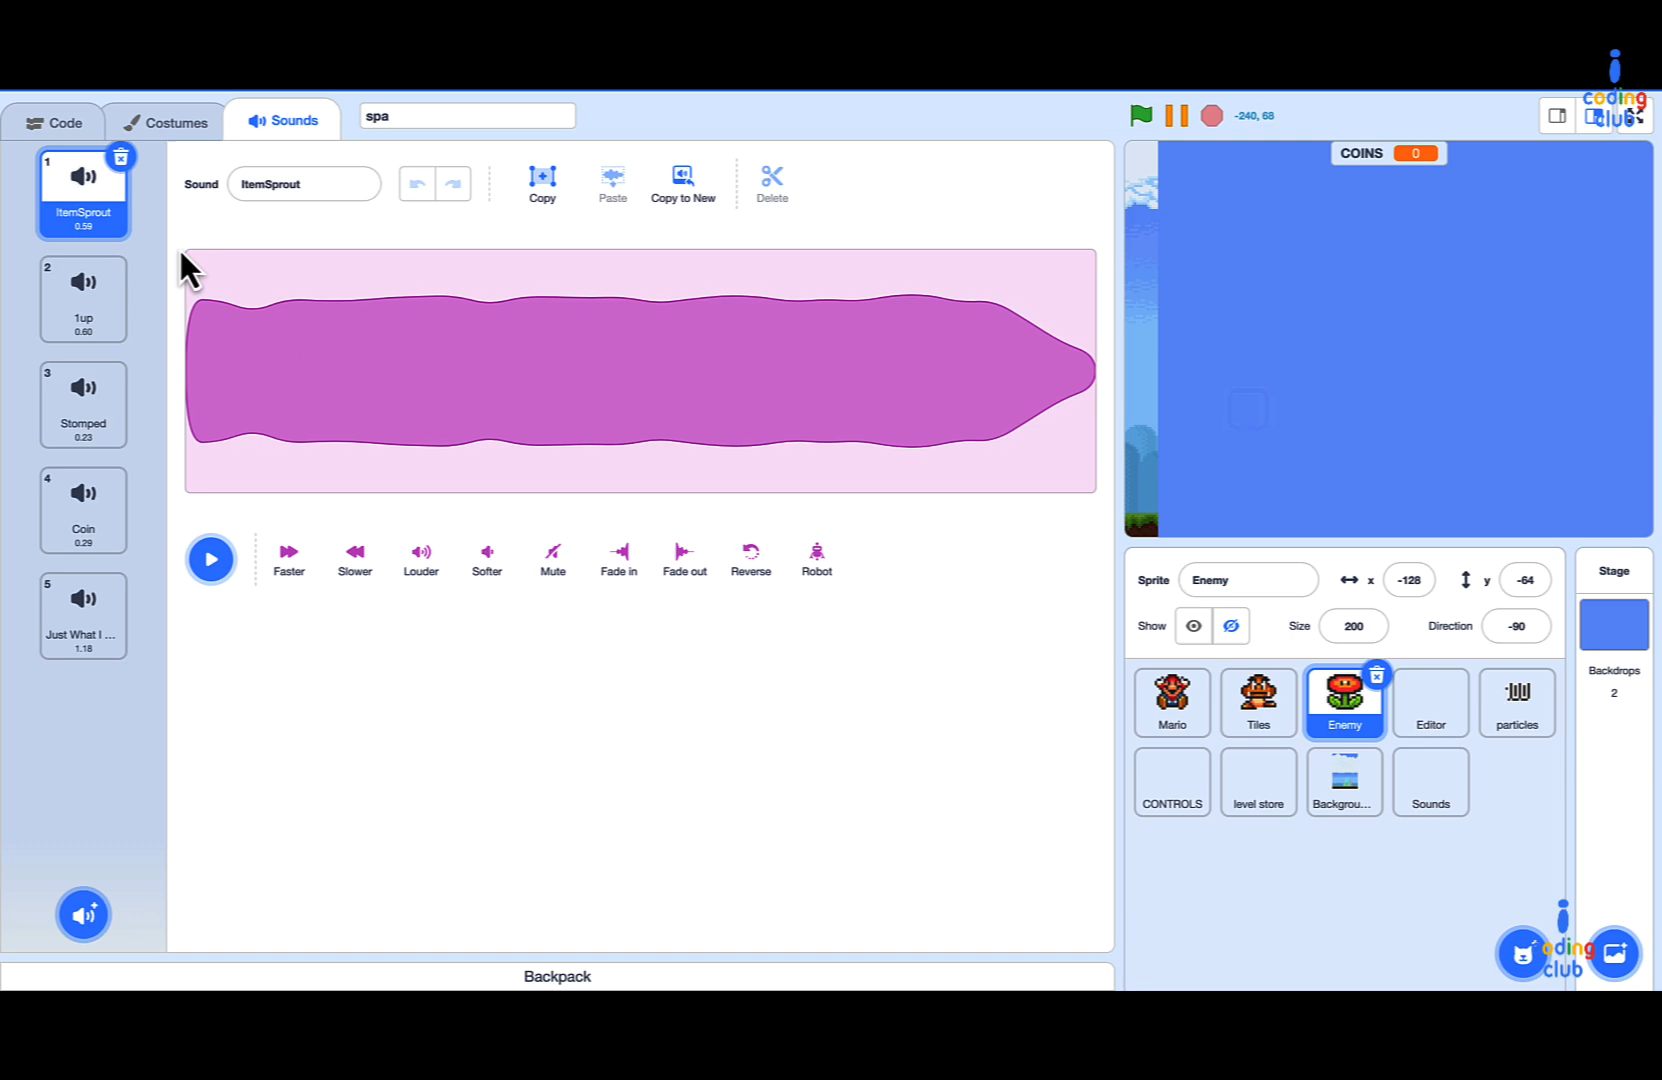 Code
Costumes
Sounds
spa
-240, 68
coding
club
1
ItemSprout
0.59
Sound
ItemSprout
Copy
Paste
Copy to New
Delete
COINS 0
2
1up
0.60
3
Stomped
0.23
4
Coin
0.29
5
Just What I ...
1.18
Faster
Slower
Louder
Softer
Mute
Fade in
Fade out
Reverse
Robot
Sprite
Enemy
x
-128
y
-64
Show
Size
200
Direction
-90
Stage
Backdrops
2
Mario
Tiles
Enemy
Editor
particles
CONTROLS
level store
Backgrou...
Sounds
oding
club
Backpack